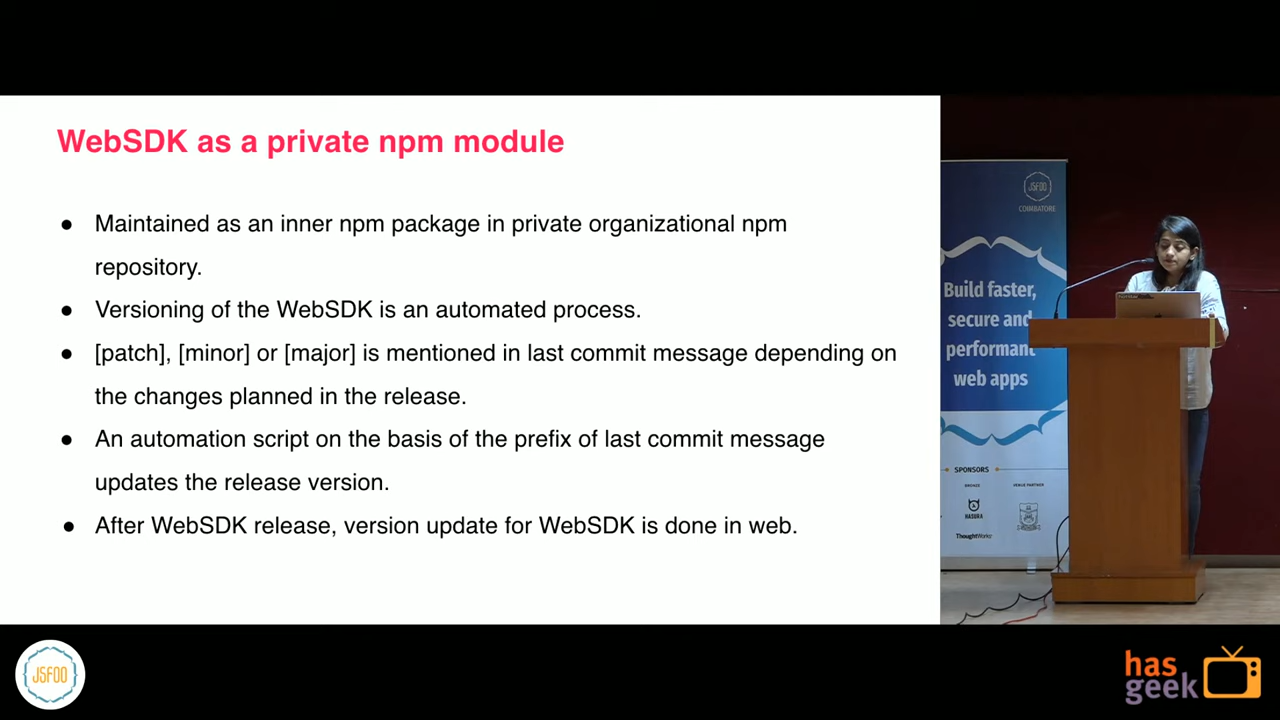 WebSDK as a private npm module
● Maintained as an inner npm package in private organizational npm
repository.
● Versioning of the WebSDK is an automated process.
● [patch], [minor] or [major] is mentioned in last commit message depending on
the changes planned in the release.
● An automation script on the basis of the prefix of last commit message
updates the release version.
● After WebSDK release, version update for WebSDK is done in web.
JSFOO
COIMBATORE
Build faster,
secure and
performant
web apps
SPONSORS
BRONZE
VENUE PARTNER
HASURA
ThoughtWorks
JSFOO
has
geek